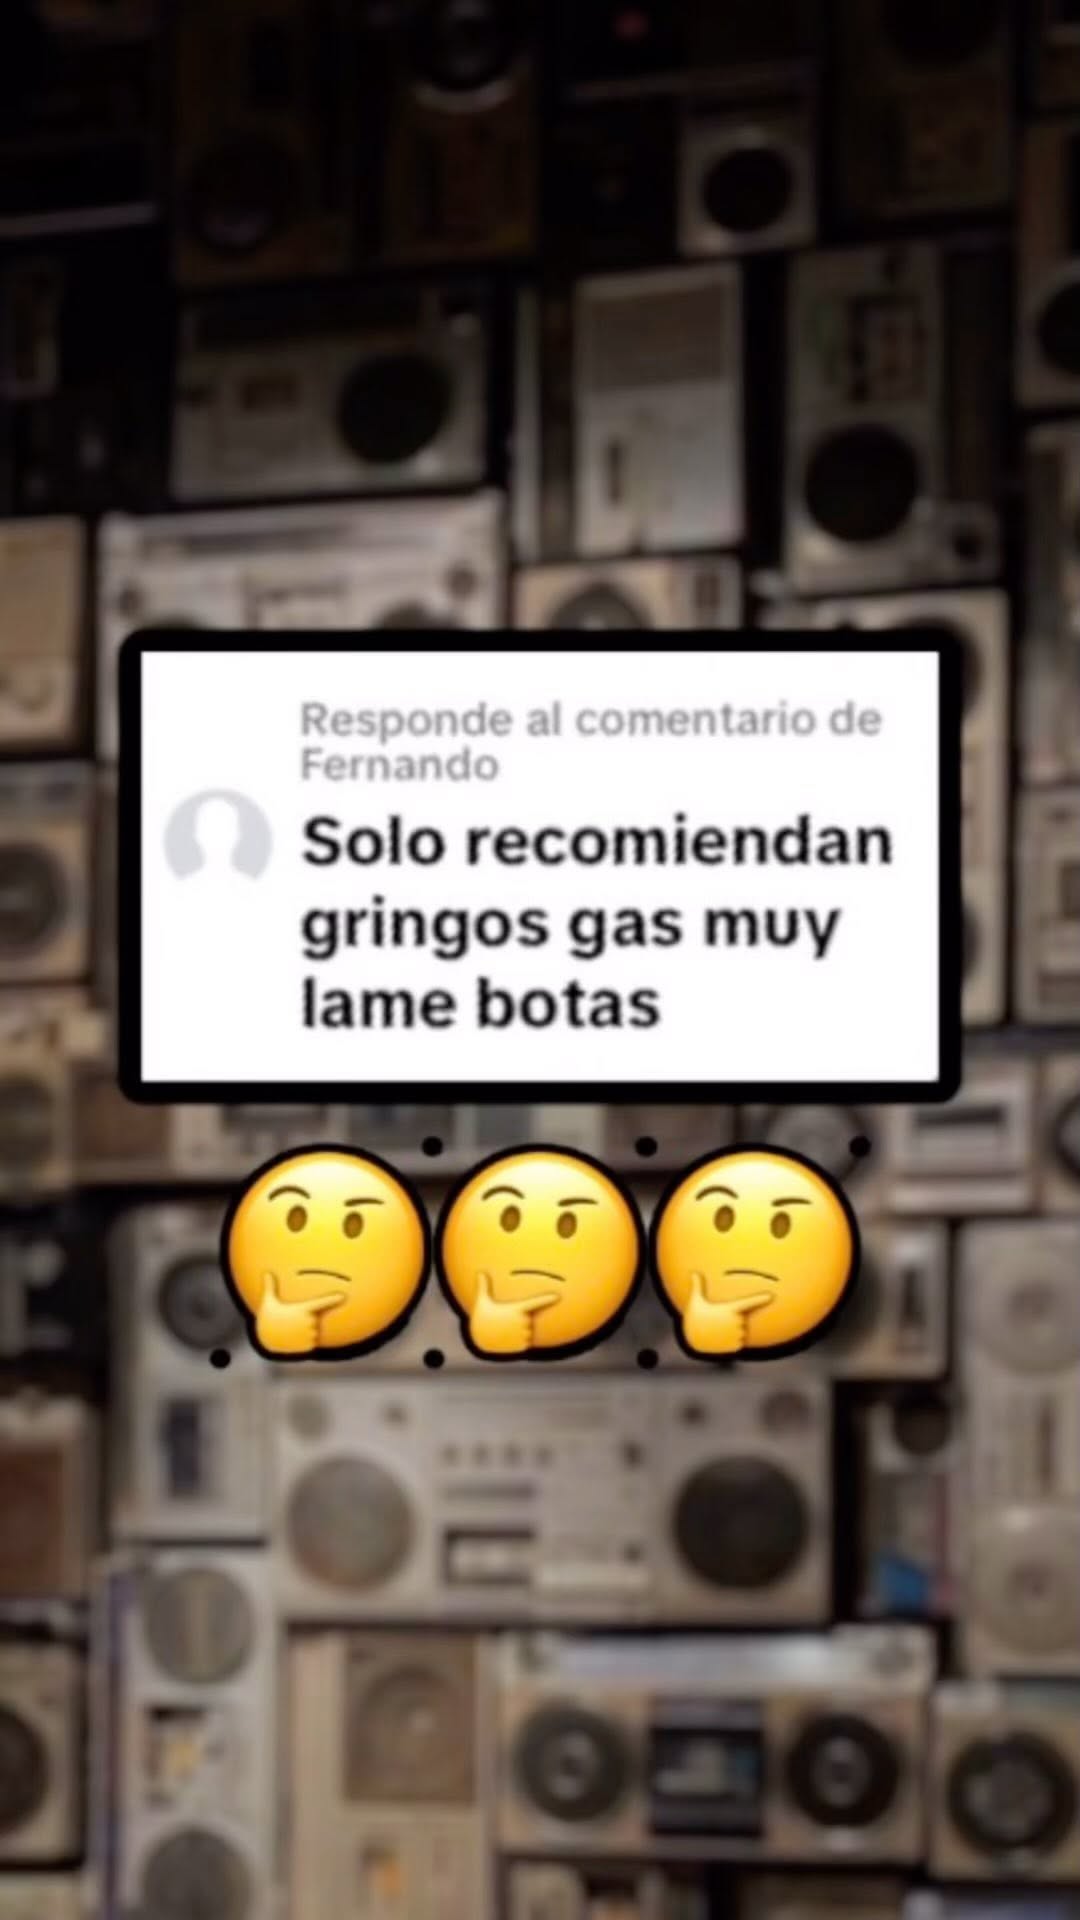 Responde al comentario de
Fernando
Solo recomiendan
gringos gas muy
lame botas